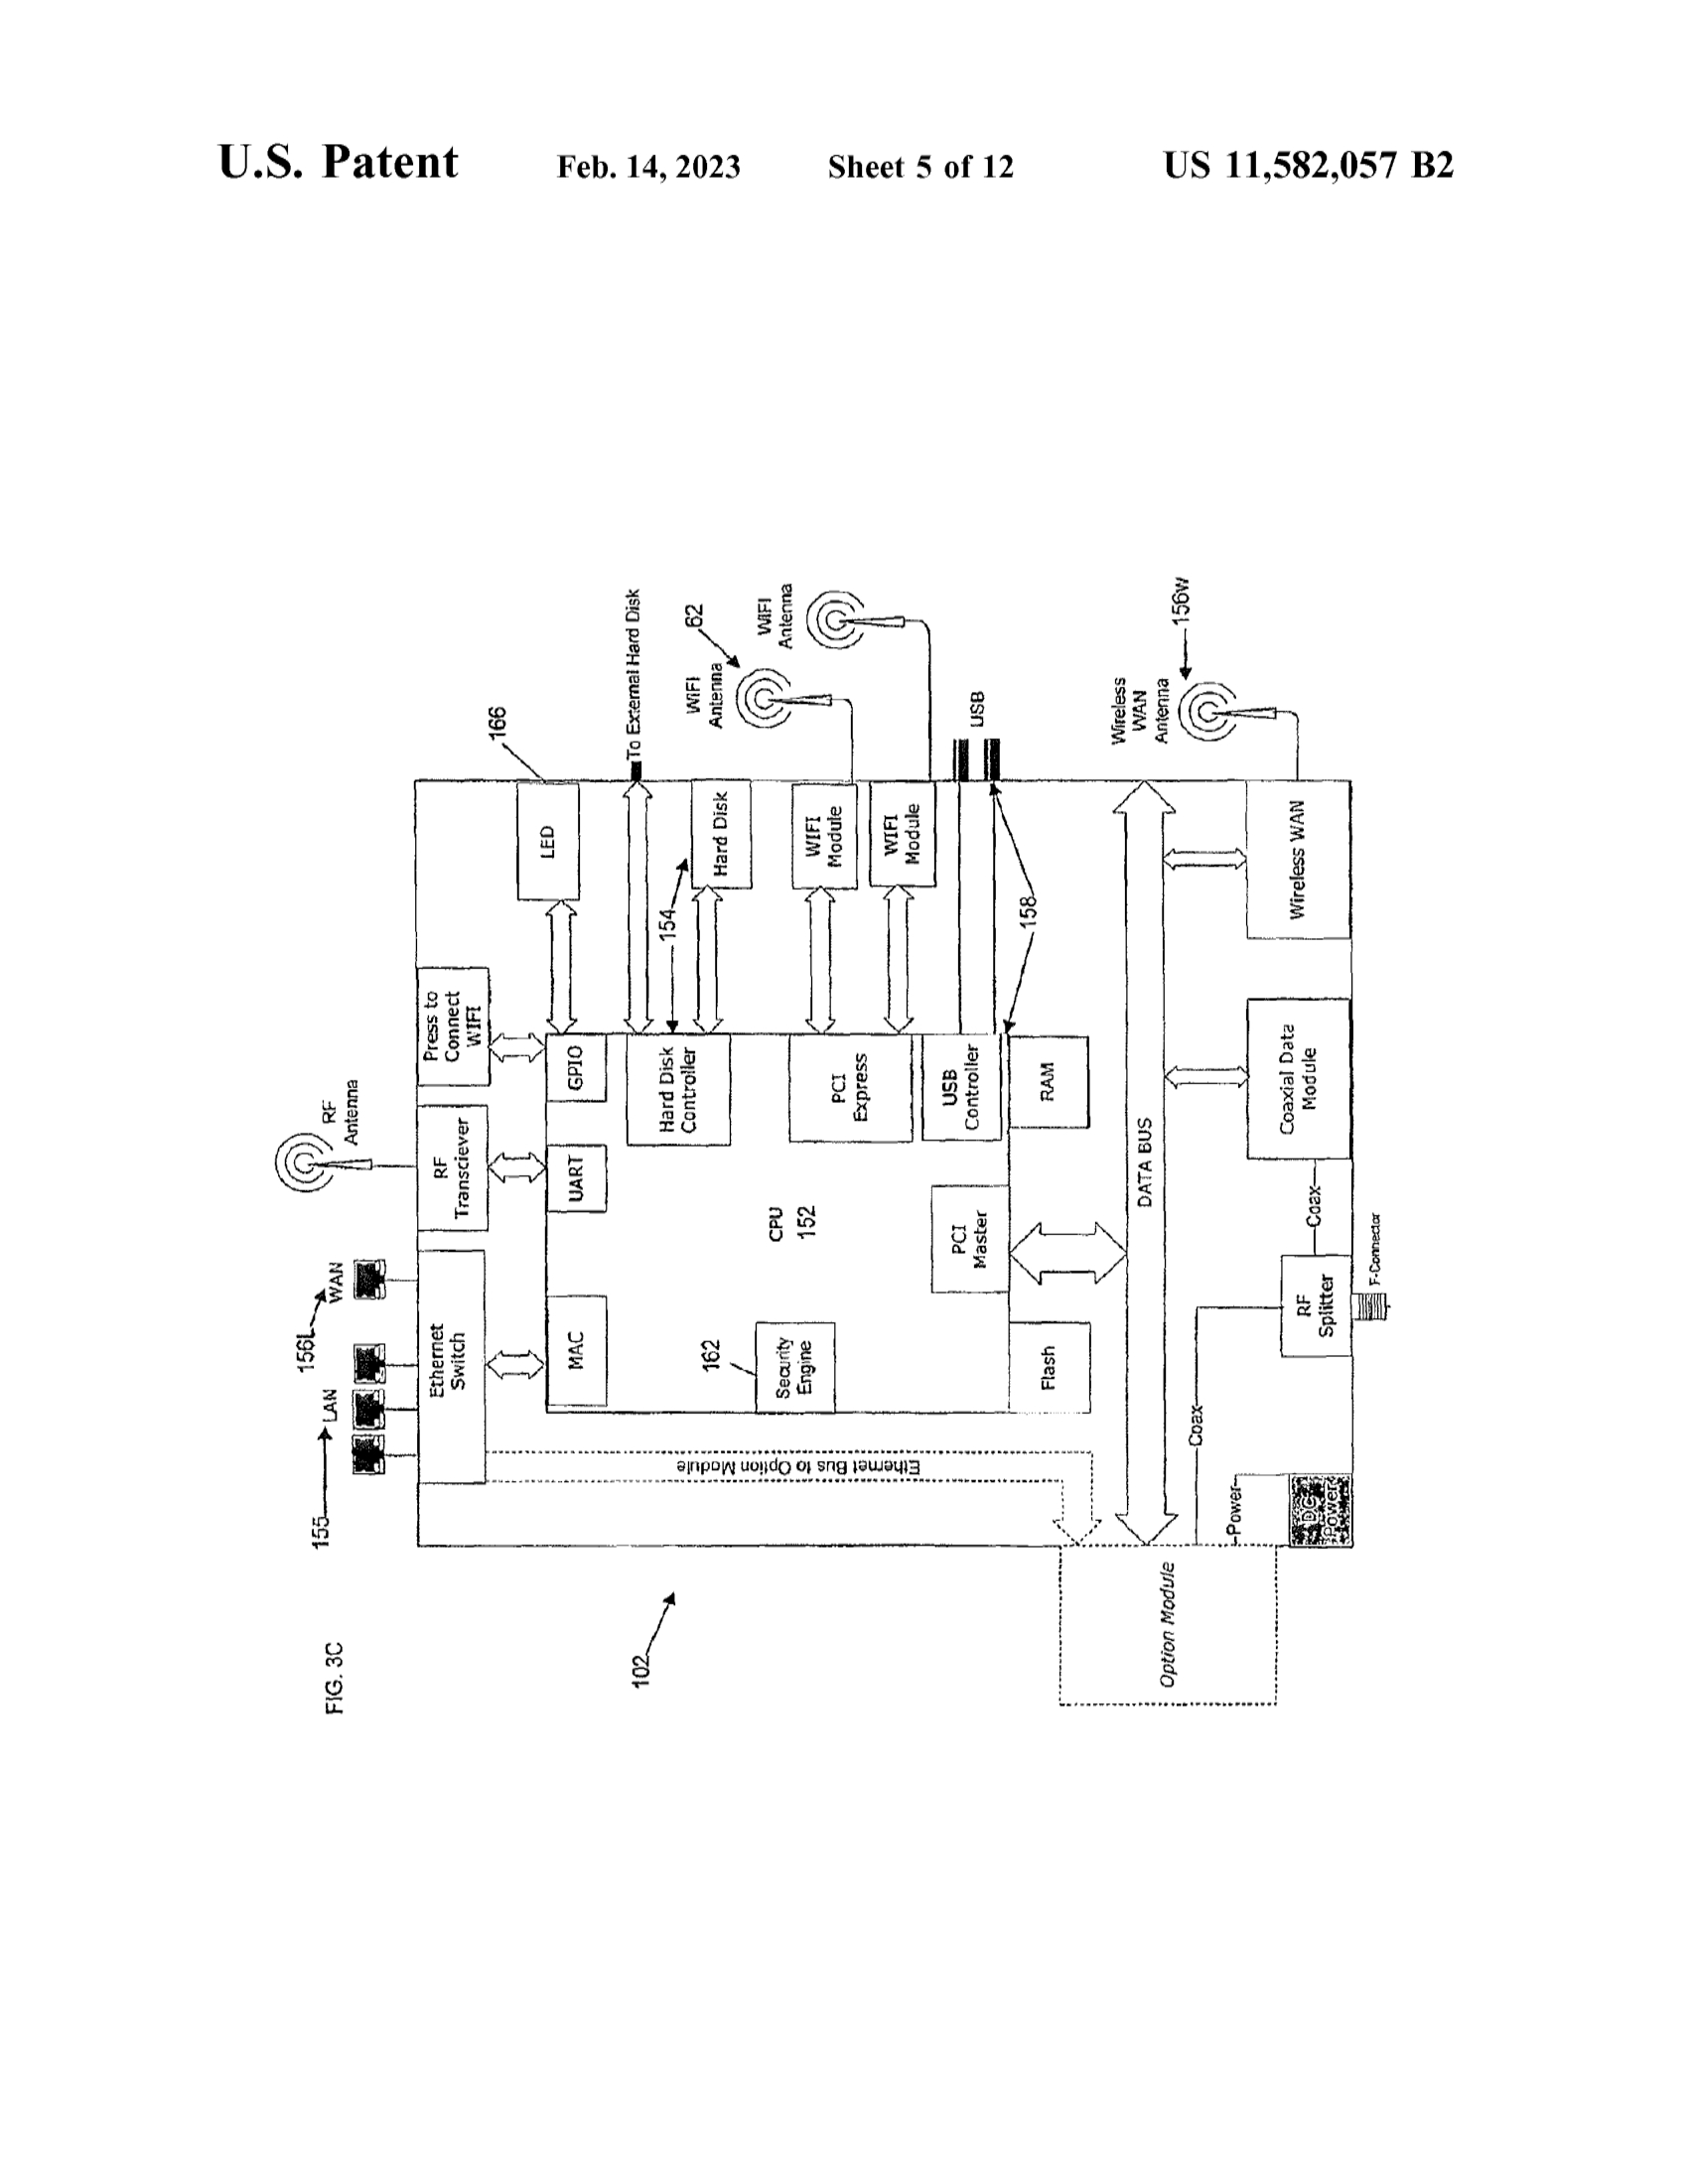 U.S. Patent Feb. 14, 2023 Sheet 5 of 12 US 11,582,057 B2
FIG. 3C
155
LAN
156L
WAN
RF
Antenna
102
Ethernet
Switch
RF
Transciever
Press to
Connect
WIFI
166
LED
MAC
UART
GPIO
To External Hard Disk
Hard Disk
Controller
154
Hard Disk
62
WiFI
Antenna
WiFI
Antenna
Ethernet Bus to Option Module
162
Security
Engine
CPU
152
PCI
Express
WIFI
Module
WIFI
Module
PCI
Master
USB
Controller
USB
158
Flash
RAM
DATA BUS
Wireless
WAN
Antenna
156w
Option Module
Coax
Power
DC
Power
RF
Splitter
Coax
Coaxial Data
Module
Wireless WAN
F-Connector